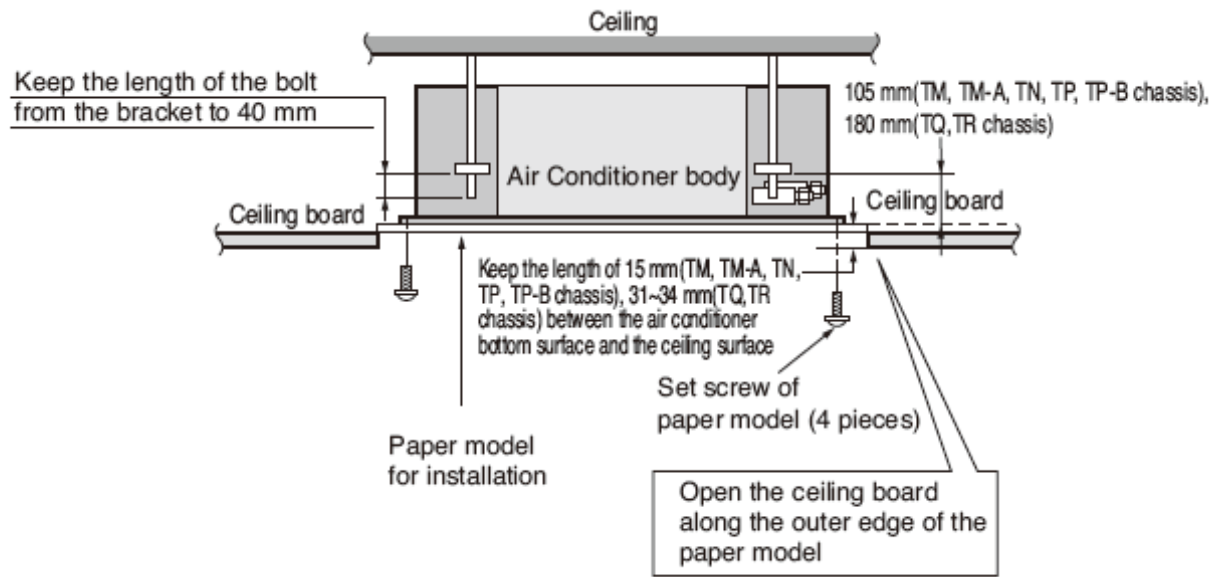 Ceiling
Keep the length of the bolt
from the bracket to 40 mm
105 mm(TM, TM-A, TN, TP, TP-B chassis),
180 mm(TQ,TR chassis)
Air Conditioner body
Ceiling board
Ceiling board
Keep the length of 15 mm(TM, TM-A, TN,
TP, TP-B chassis), 31~34 mm(TQ,TR
chassis) between the air conditioner
bottom surface and the ceiling surface
Set screw of
paper model (4 pieces)
Paper model
for installation
Open the ceiling board
along the outer edge of the
paper model